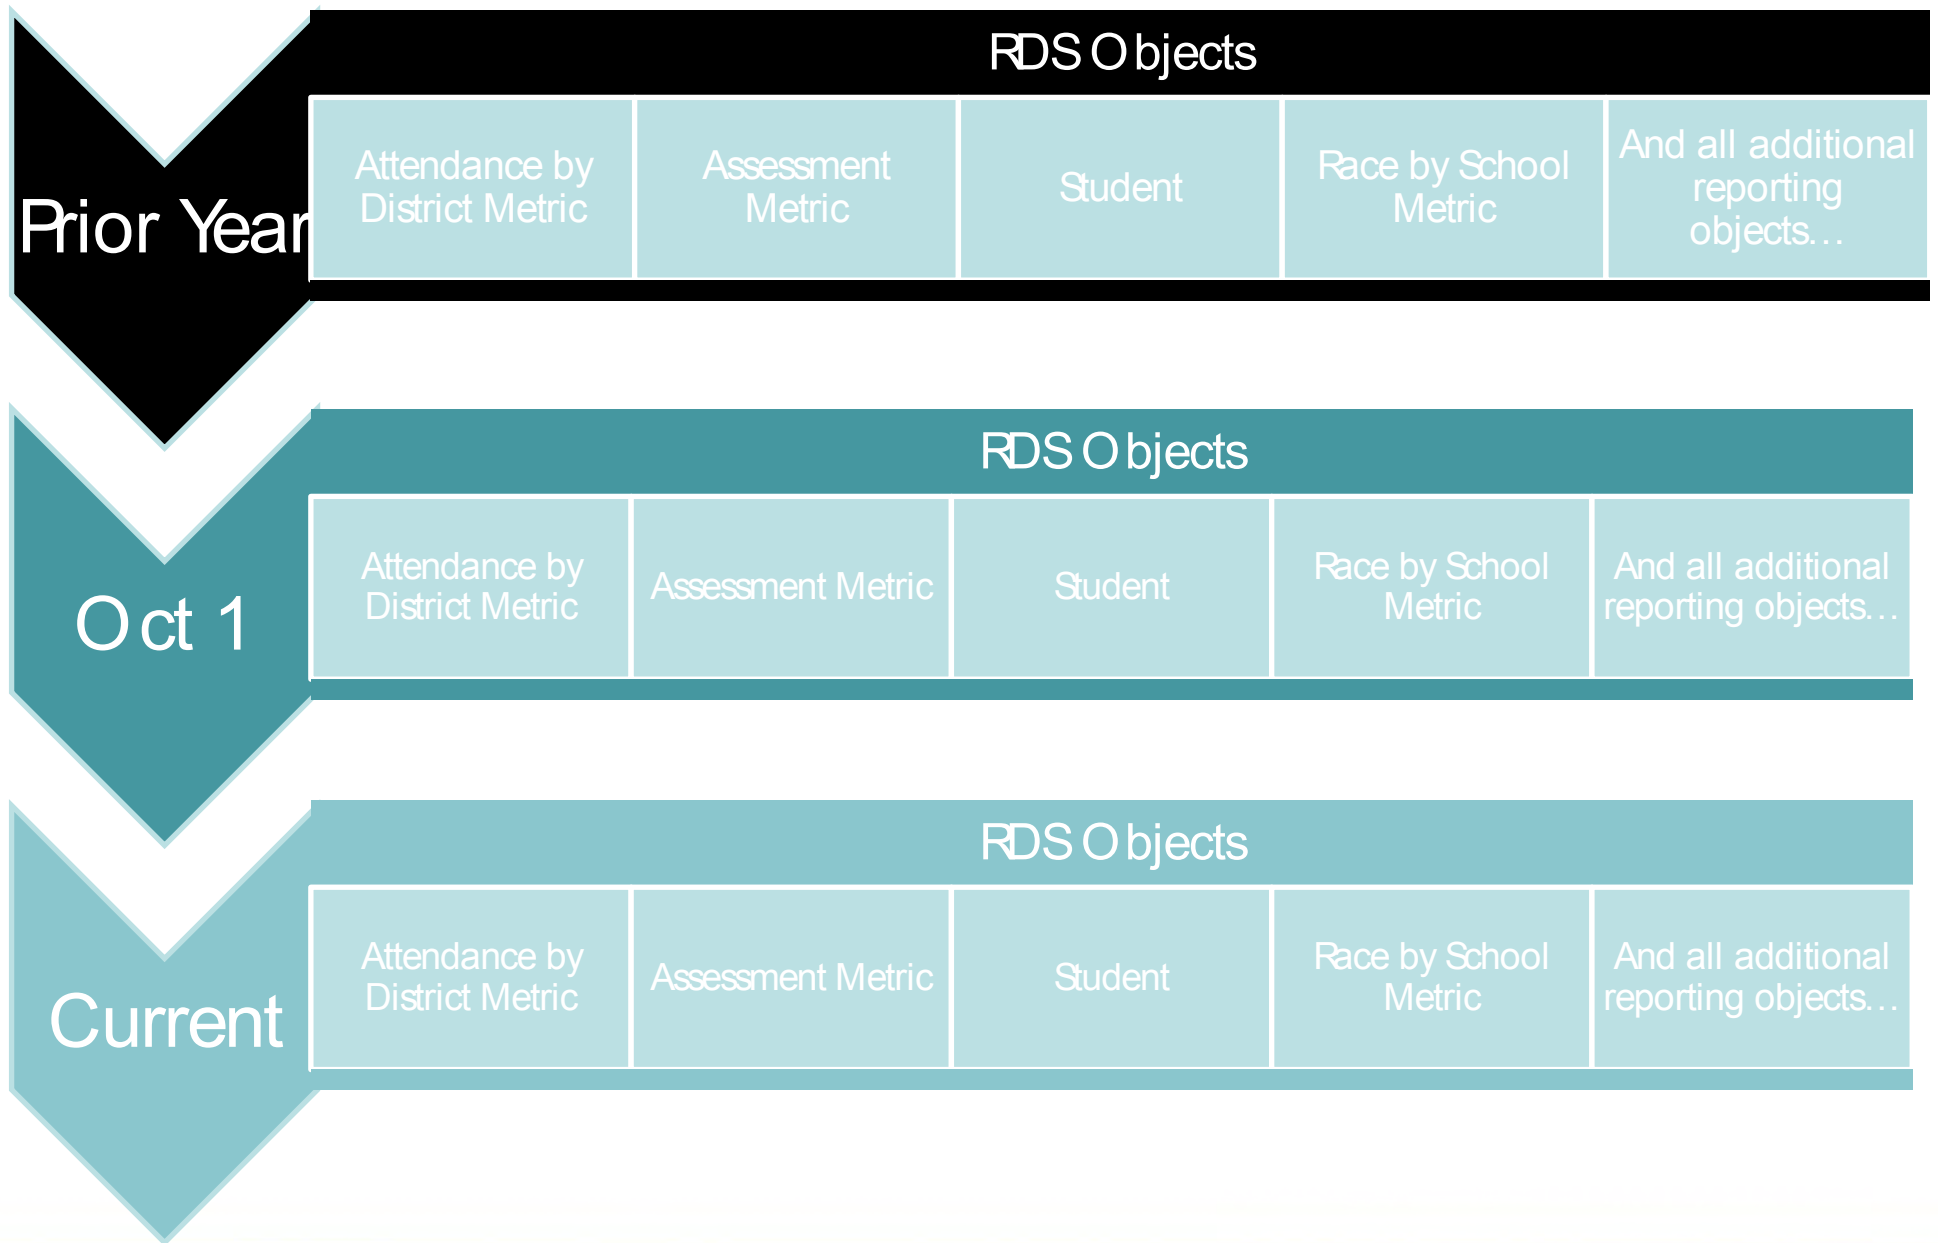 RDS Objects
Prior Year
Attendance by
District Metric
Assessment
Metric
Student
Race by School
Metric
And all additional
reporting
objects...
RDS Objects
Oct 1
Attendance by
District Metric
Assessment Metric
Student
Race by School
Metric
And all additional
reporting objects...
RDS Objects
Current
Attendance by
District Metric
Assessment Metric
Student
Race by School
Metric
And all additional
reporting objects...